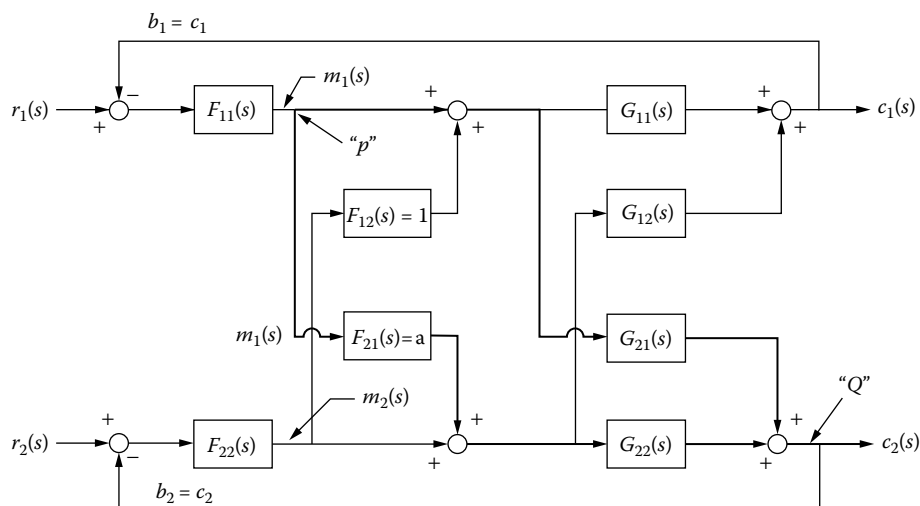 b₁ = c₁
m₁(s)
r₁(s)
−
+
F₁₁(s)
+
+
G₁₁(s)
+
+
c₁(s)
"p"
F₁₂(s) = 1
G₁₂(s)
m₁(s)
F₂₁(s)= a
G₂₁(s)
"Q"
m₂(s)
r₂(s)
+
−
F₂₂(s)
+
+
G₂₂(s)
+
+
c₂(s)
b₂ = c₂